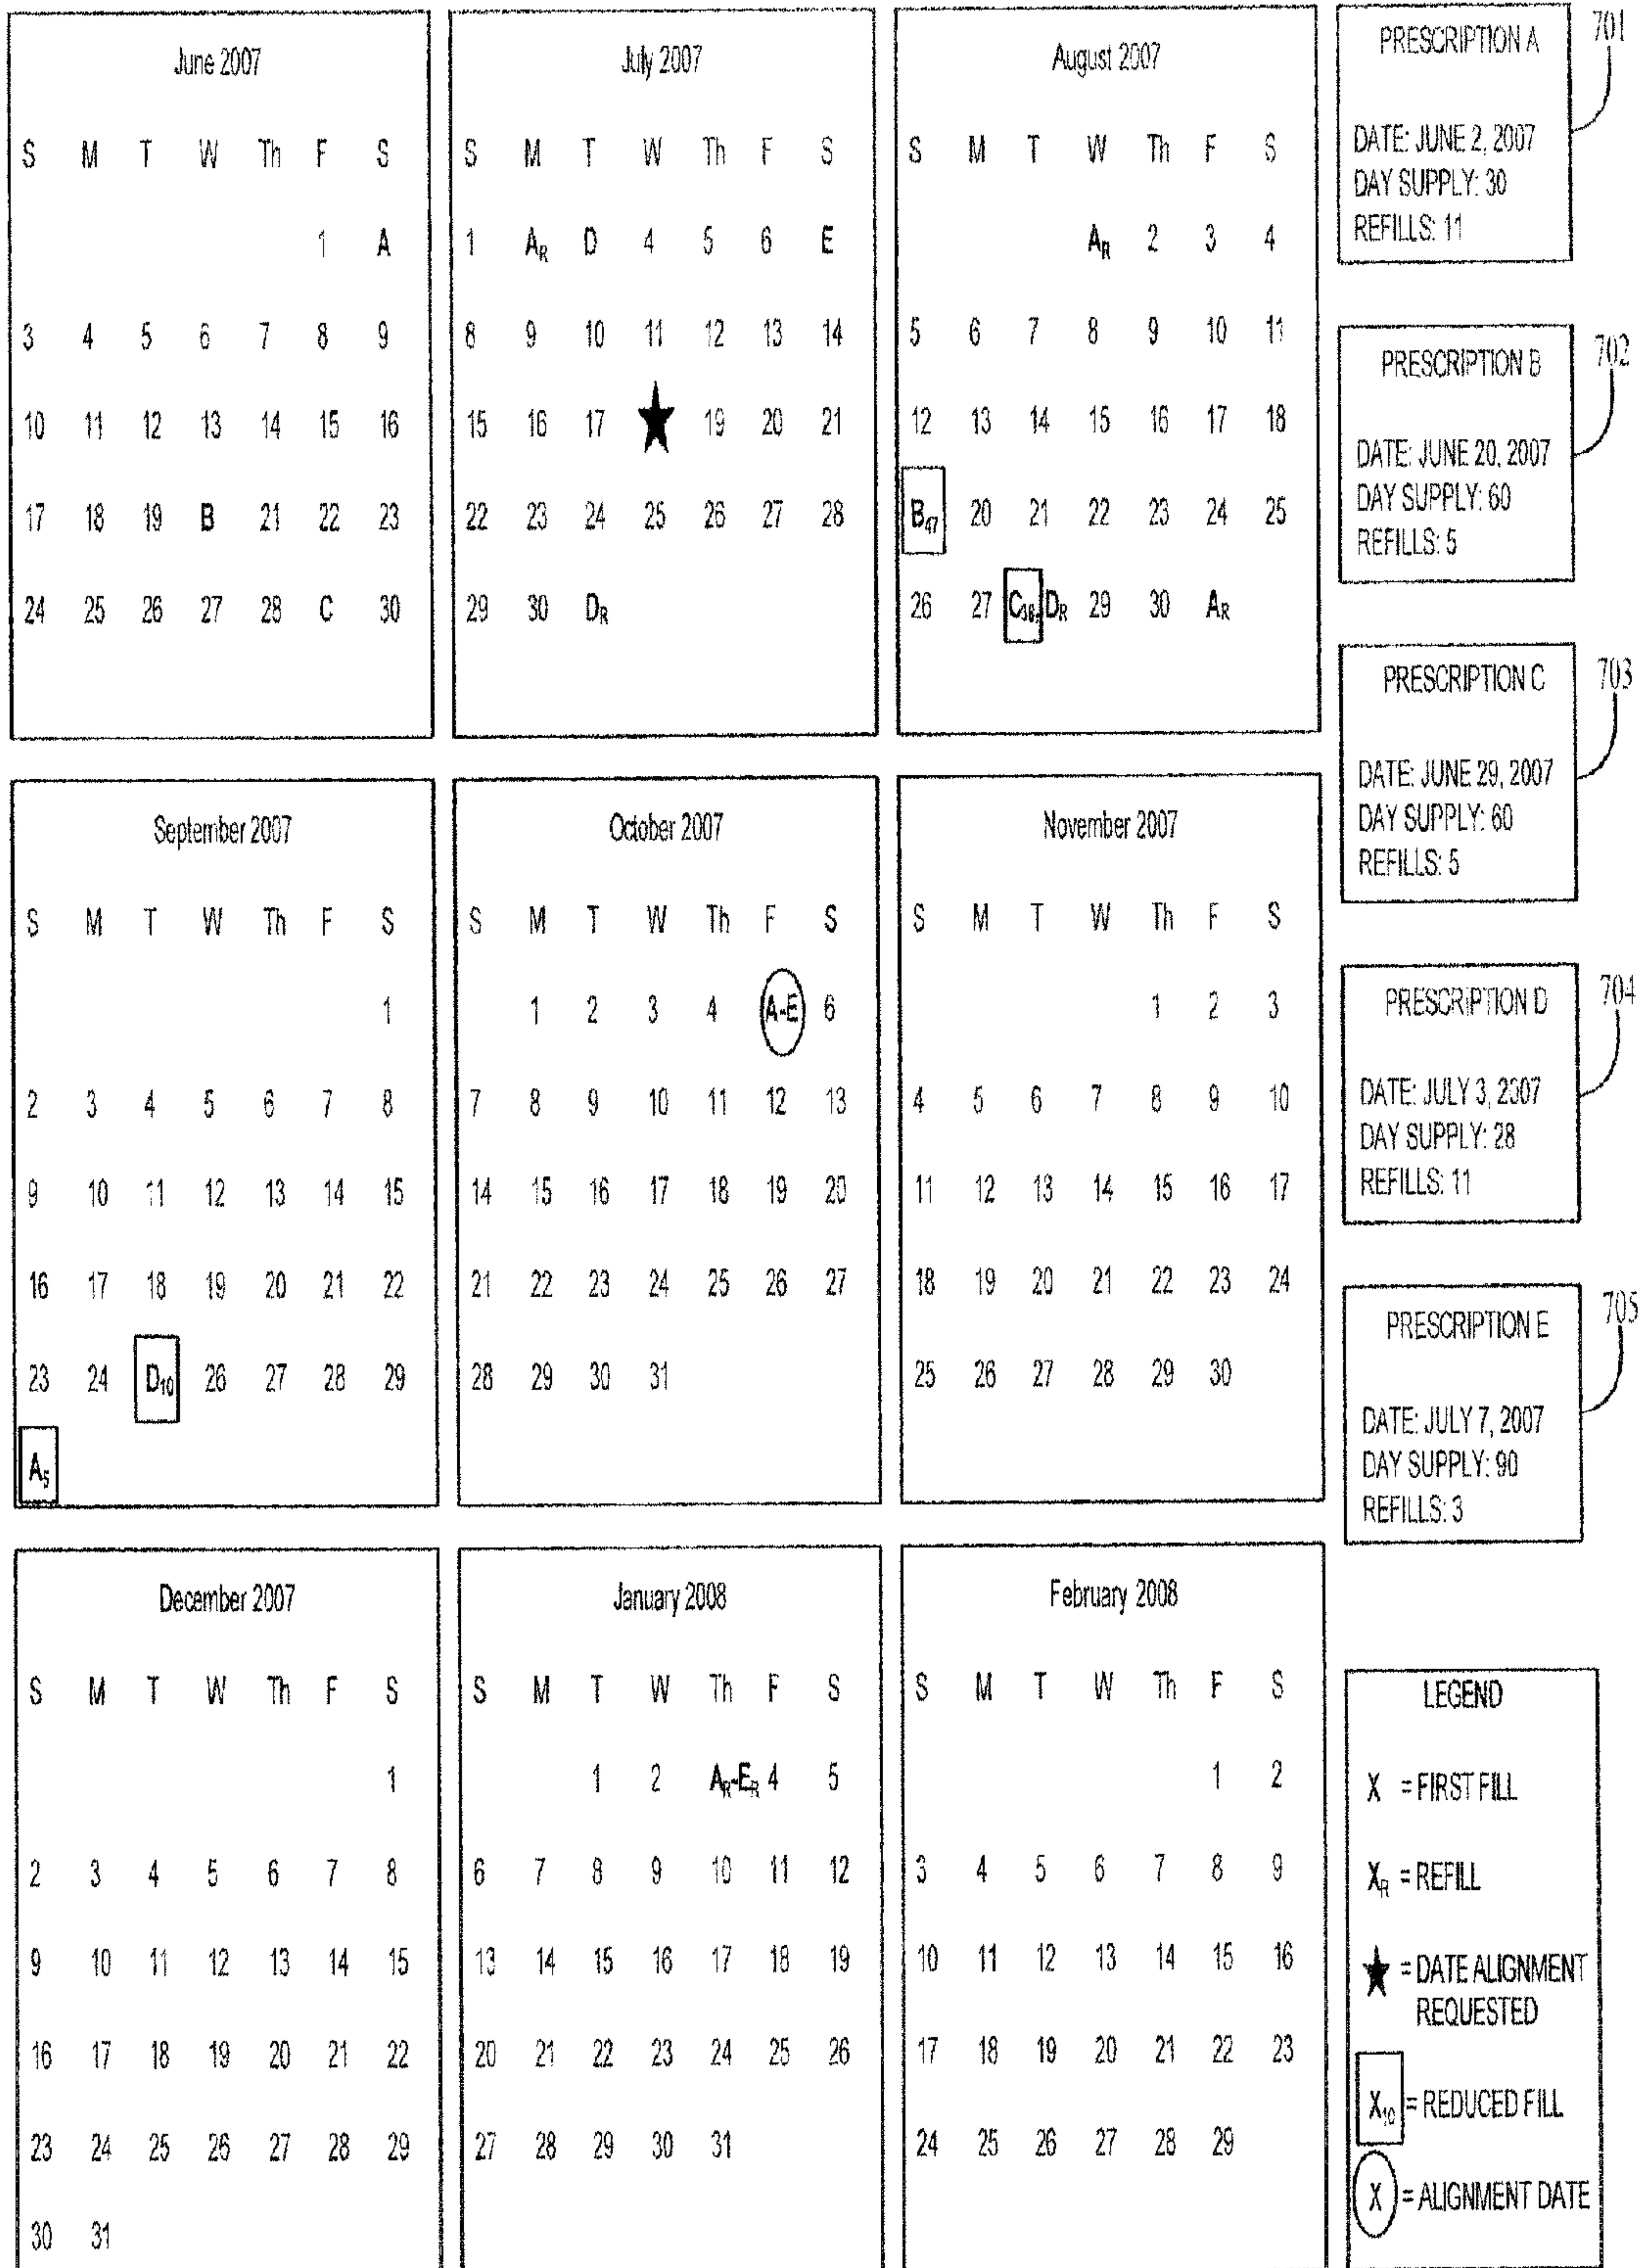 June 2007
S M T W Th F S
1 A
3 4 5 6 7 8 9
10 11 12 13 14 15 16
17 18 19 B 21 22 23
24 25 26 27 28 C 30
July 2007
S M T W Th F S
1 AR D 4 5 6 E
8 9 10 11 12 13 14
15 16 17 ★ 19 20 21
22 23 24 25 26 27 28
29 30 DR
August 2007
S M T W Th F S
AR 2 3 4
5 6 7 8 9 10 11
12 13 14 15 16 17 18
B47 20 21 22 23 24 25
26 27 C38, DR 29 30 AR
September 2007
S M T W Th F S
1
2 3 4 5 6 7 8
9 10 11 12 13 14 15
16 17 18 19 20 21 22
23 24 D10 26 27 28 29
A5
October 2007
S M T W Th F S
1 2 3 4 A-E 6
7 8 9 10 11 12 13
14 15 16 17 18 19 20
21 22 23 24 25 26 27
28 29 30 31
November 2007
S M T W Th F S
1 2 3
4 5 6 7 8 9 10
11 12 13 14 15 16 17
18 19 20 21 22 23 24
25 26 27 28 29 30
December 2007
S M T W Th F S
1
2 3 4 5 6 7 8
9 10 11 12 13 14 15
16 17 18 19 20 21 22
23 24 25 26 27 28 29
30 31
January 2008
S M T W Th F S
1 2 AR-ER 4 5
6 7 8 9 10 11 12
13 14 15 16 17 18 19
20 21 22 23 24 25 26
27 28 29 30 31
February 2008
S M T W Th F S
1 2
3 4 5 6 7 8 9
10 11 12 13 14 15 16
17 18 19 20 21 22 23
24 25 26 27 28 29
PRESCRIPTION A
DATE: JUNE 2, 2007
DAY SUPPLY: 30
REFILLS: 11
701
PRESCRIPTION B
DATE: JUNE 20, 2007
DAY SUPPLY: 60
REFILLS: 5
702
PRESCRIPTION C
DATE: JUNE 29, 2007
DAY SUPPLY: 60
REFILLS: 5
703
PRESCRIPTION D
DATE: JULY 3, 2007
DAY SUPPLY: 28
REFILLS: 11
704
PRESCRIPTION E
DATE: JULY 7, 2007
DAY SUPPLY: 90
REFILLS: 3
705
LEGEND
X = FIRST FILL
XR = REFILL
★ = DATE ALIGNMENT
REQUESTED
X10 = REDUCED FILL
X = ALIGNMENT DATE